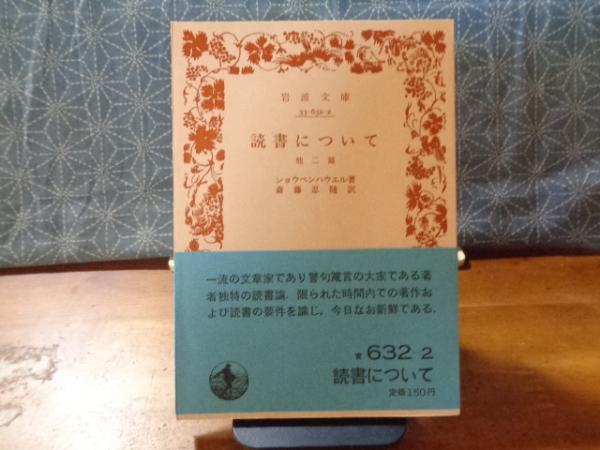 岩波文庫
33-632-2
読書について
他二篇
ショウペンハウエル著
斎藤忍随訳
一流の文章家であり警句箴言の大家である著
者独特の読書論．限られた時間内での著作お
よび読書の要件を論じ，今日なお新鮮である．
青 632-2
読書について
定価150円